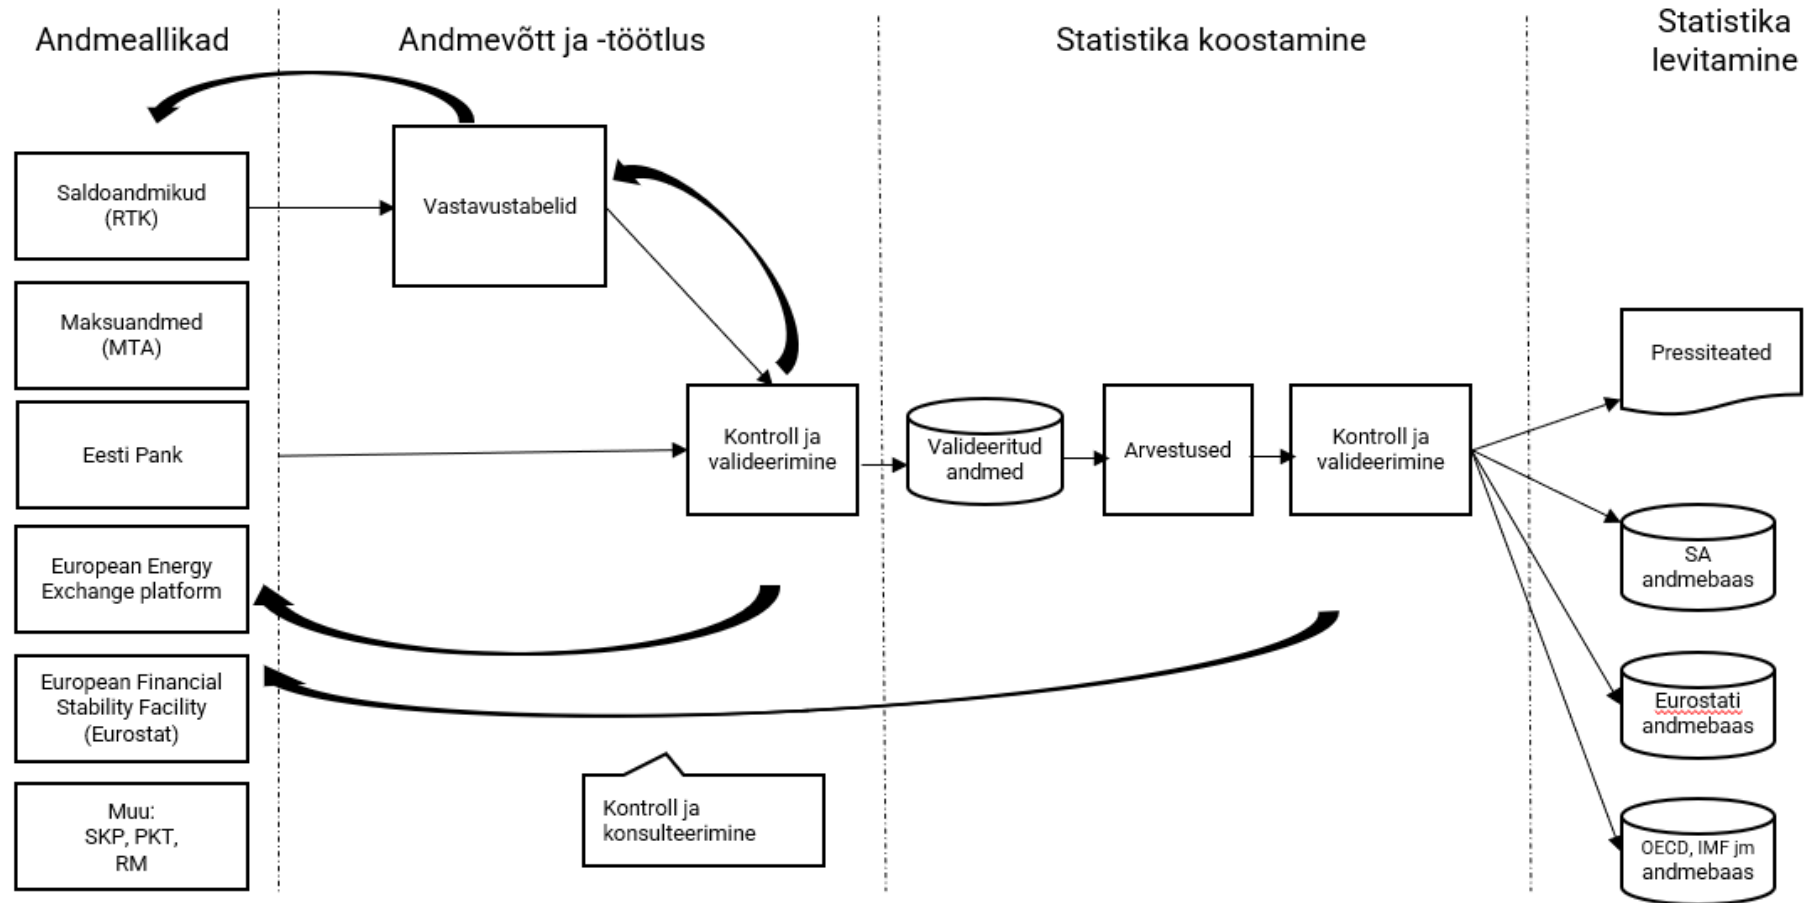 Andmeallikad
Andmevõtt ja -töötlus
Statistika koostamine
Statistika
levitamine
Saldoandmikud
(RTK)
Vastavustabelid
Maksuandmed
(MTA)
Eesti Pank
European Energy
Exchange platform
European Financial
Stability Facility
(Eurostat)
Muu:
SKP, PKT,
RM
Kontroll ja
valideerimine
Kontroll ja
konsulteerimine
Valideeritud
andmed
Arvestused
Kontroll ja
valideerimine
Pressiteated
SA
andmebaas
Eurostati
andmebaas
OECD, IMF jm
andmebaas